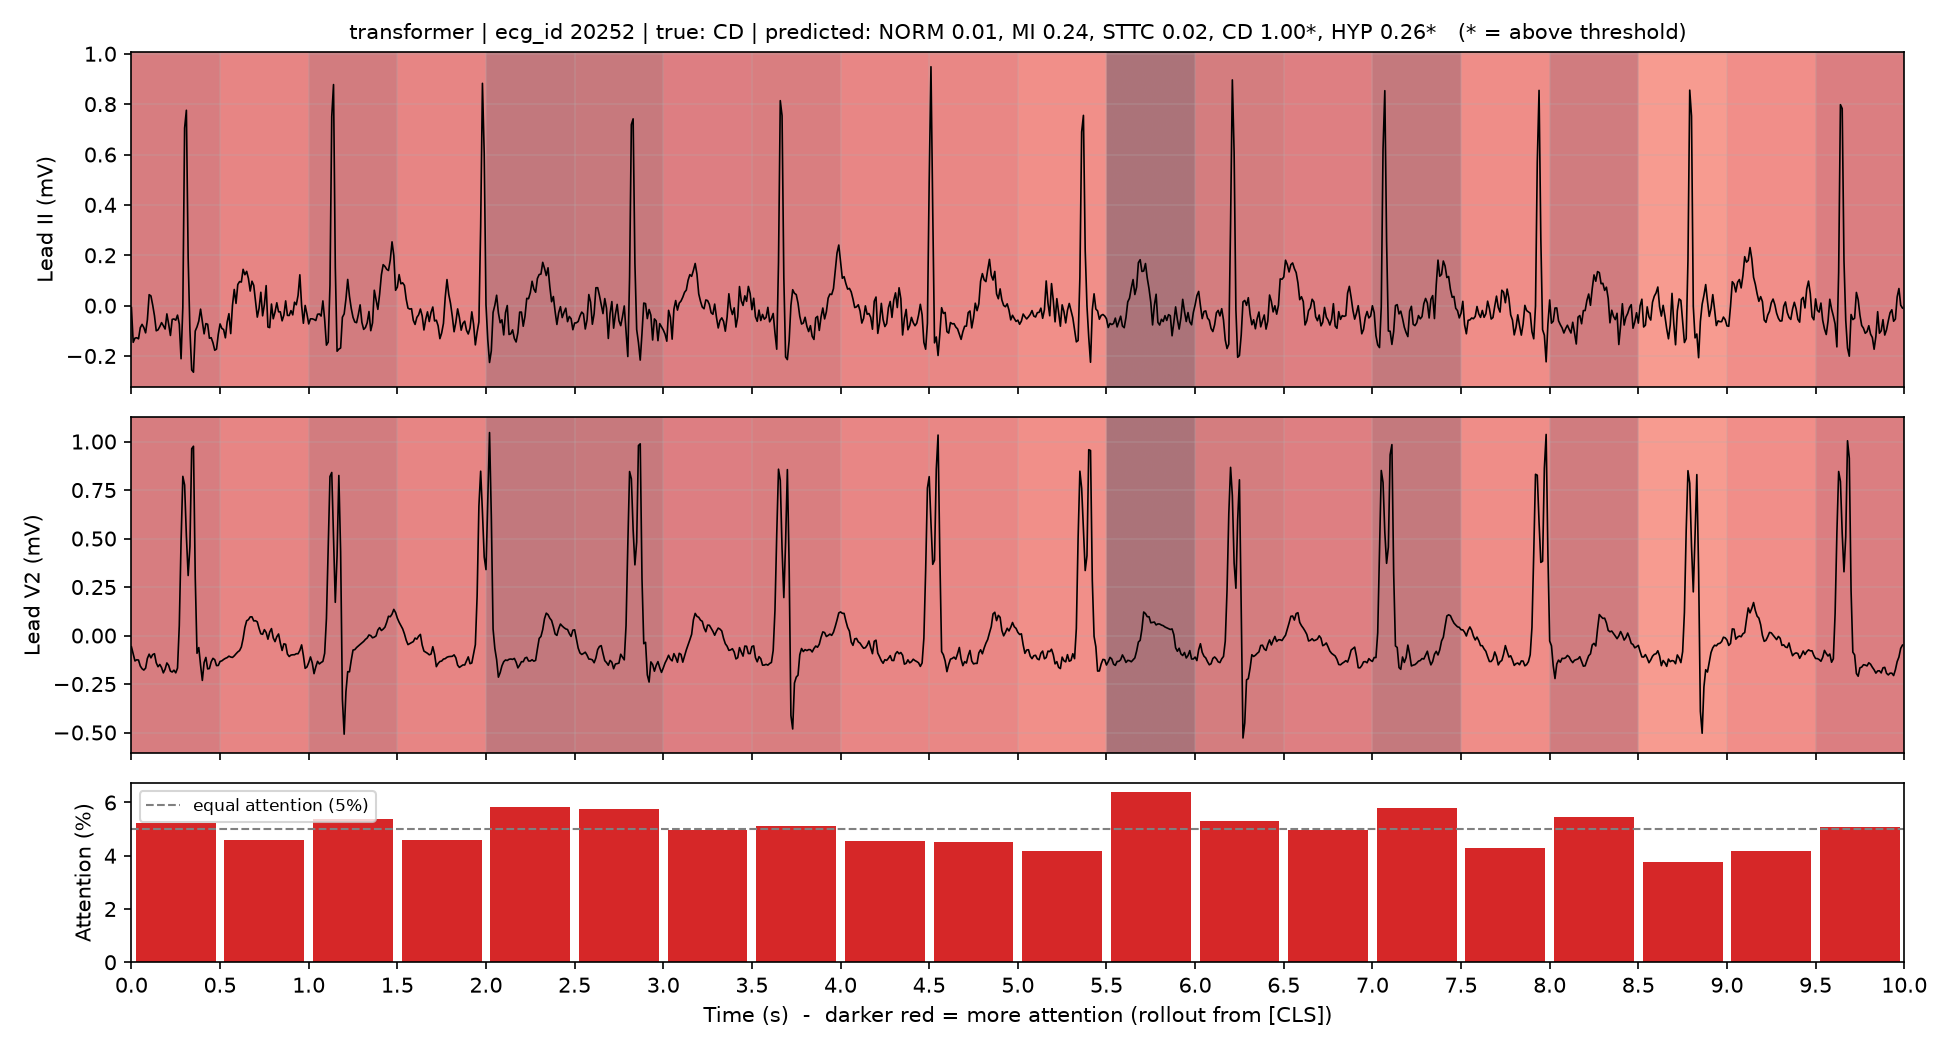 transformer | ecg_id 20252 | true: CD | predicted: NORM 0.01, MI 0.24, STTC 0.02, CD 1.00*, HYP 0.26*   (* = above threshold)
1.0
0.8
0.6
0.4
0.2
0.0
−0.2
Lead II (mV)
1.00
0.75
0.50
0.25
0.00
−0.25
−0.50
Lead V2 (mV)
equal attention (5%)
6
4
2
0
Attention (%)
0.0 0.5 1.0 1.5 2.0 2.5 3.0 3.5 4.0 4.5 5.0 5.5 6.0 6.5 7.0 7.5 8.0 8.5 9.0 9.5 10.0
Time (s)  -  darker red = more attention (rollout from [CLS])